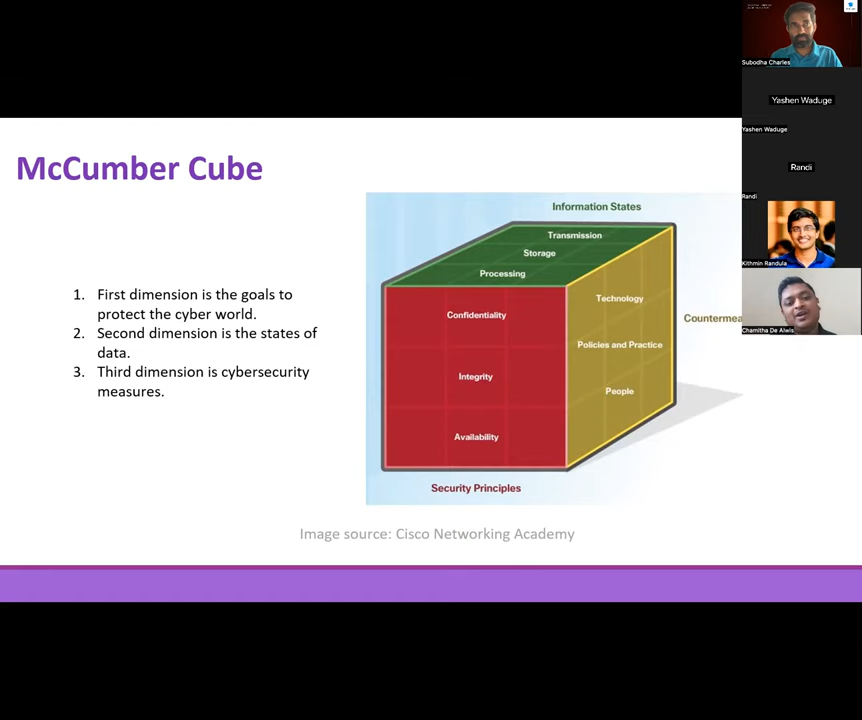 McCumber Cube
1. First dimension is the goals to
protect the cyber world.
2. Second dimension is the states of
data.
3. Third dimension is cybersecurity
measures.
Information States
Transmission
Storage
Processing
Confidentiality
Integrity
Availability
Technology
Policies and Practice
People
Countermea
Security Principles
Image source: Cisco Networking Academy
Subodha Charles
Yashen Waduge
Yashen Waduge
Randi
Randi
Kithmin Randula
Chamitha De Alwis